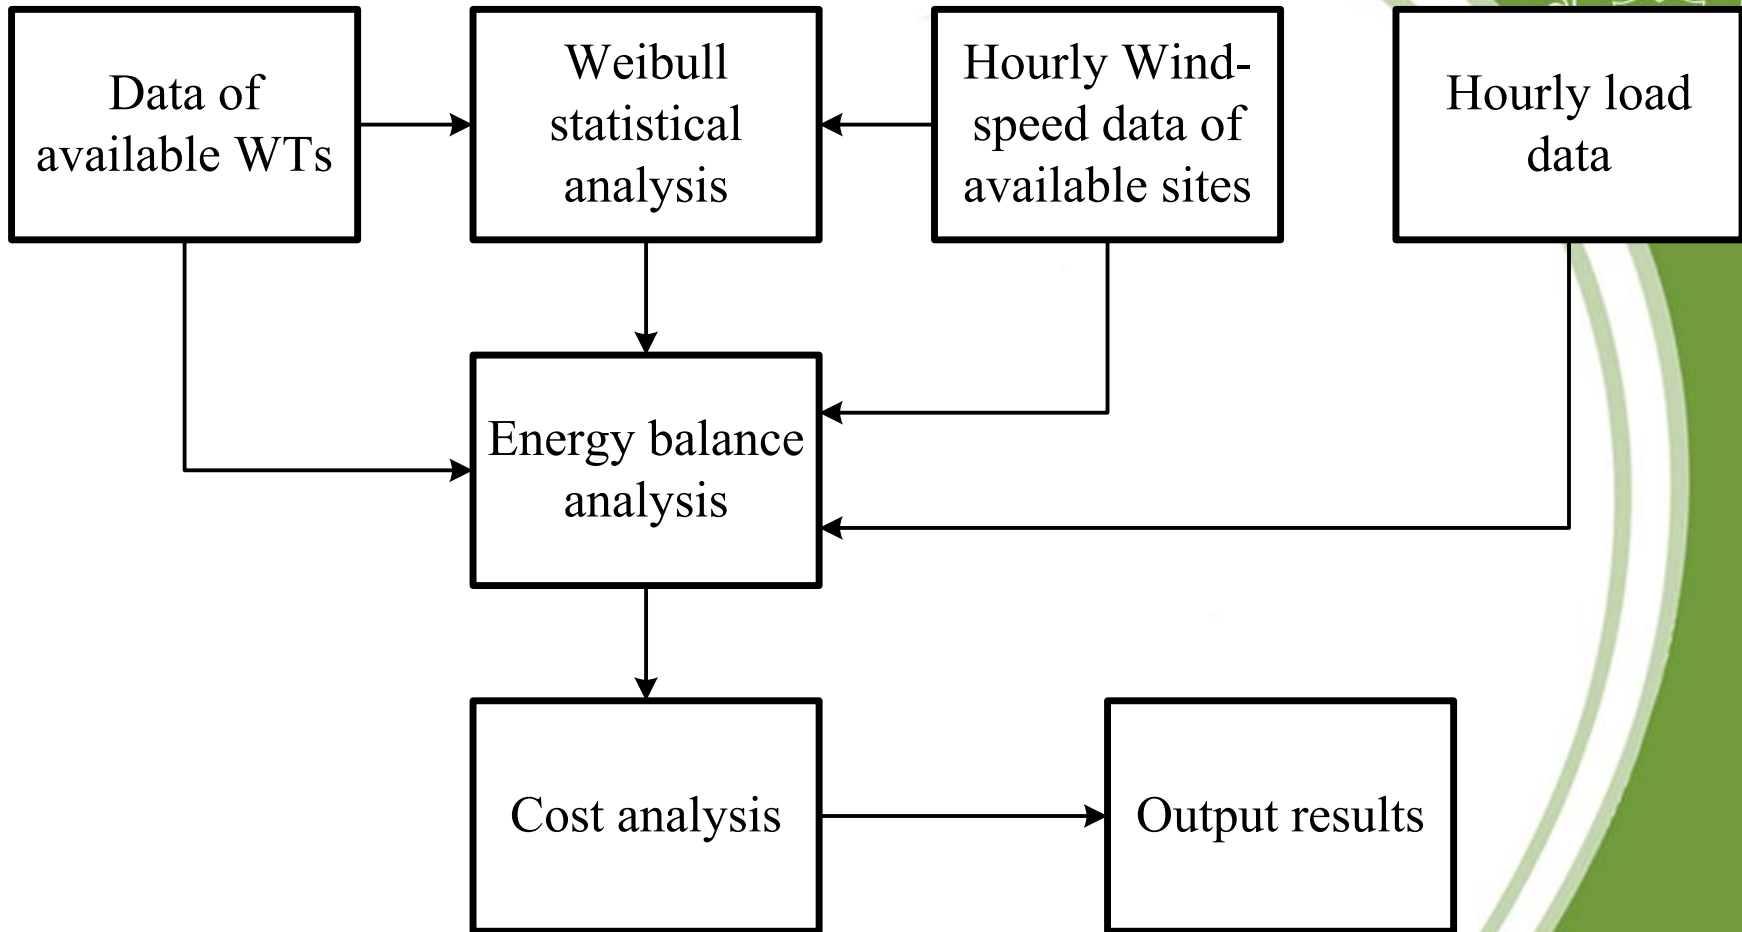 Data of
available WTs
Weibull
statistical
analysis
Hourly Wind-
speed data of
available sites
Hourly load
data
Energy balance
analysis
Cost analysis
Output results